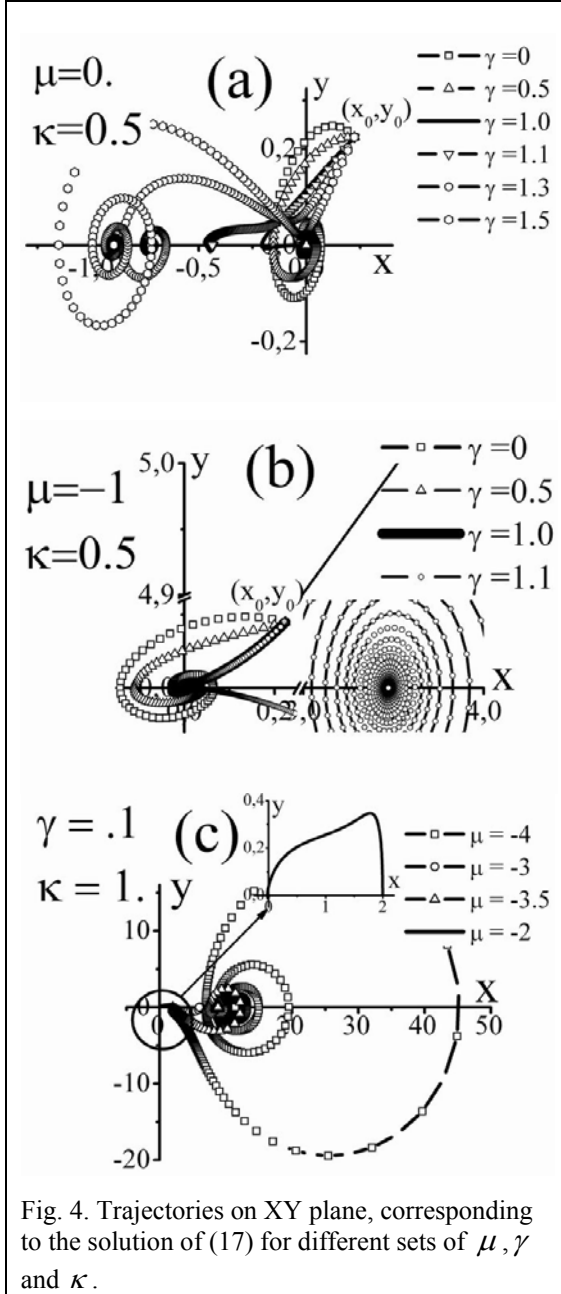 μ=0.
κ=0.5
(a)
y
(x₀,y₀)
0,2
-1,0
-0,5
0,0
X
-0,2
γ =0
γ =0.5
γ =1.0
γ =1.1
γ =1.3
γ =1.5
μ=−1
κ=0.5
5,0
y
(b)
4,9
(x₀,y₀)
0,2
4,0
X
γ =0
γ =0.5
γ =1.0
γ =1.1
γ = .1
κ = 1.
(c)
y
10
0
-10
-20
0
10
20
30
40
50
X
0,4
y
0,2
0,0
0
1
2
x
μ = -4
μ = -3
μ = -3.5
μ = -2
Fig. 4. Trajectories on XY plane, corresponding
to the solution of (17) for different sets of μ , γ
and κ .